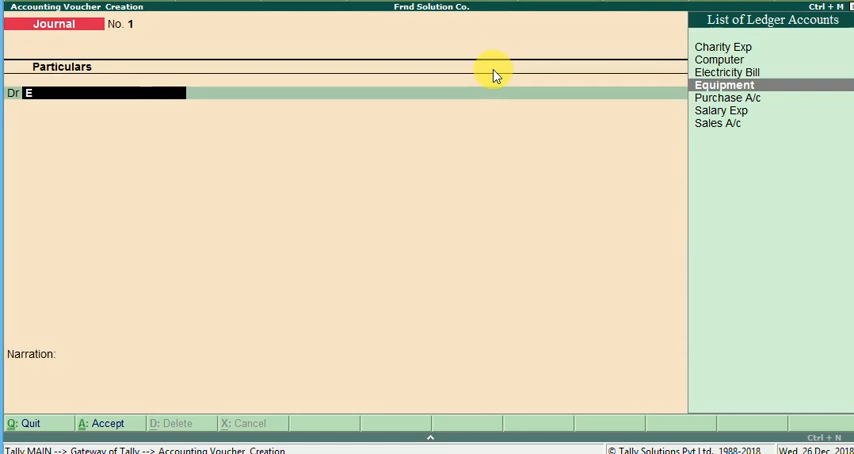 Accounting Voucher Creation Frnd Solution Co. Ctrl + M
Journal No. 1
List of Ledger Accounts
Particulars
Dr E
Charity Exp
Computer
Electricity Bill
Equipment
Purchase A/c
Salary Exp
Sales A/c
Narration:
Q: Quit A: Accept D: Delete X: Cancel
Ctrl + N
Tally MAIN --> Gateway of Tally --> Accounting Voucher Creation © Tally Solutions Pvt Ltd., 1988-2018 Wed, 26 Dec, 2018